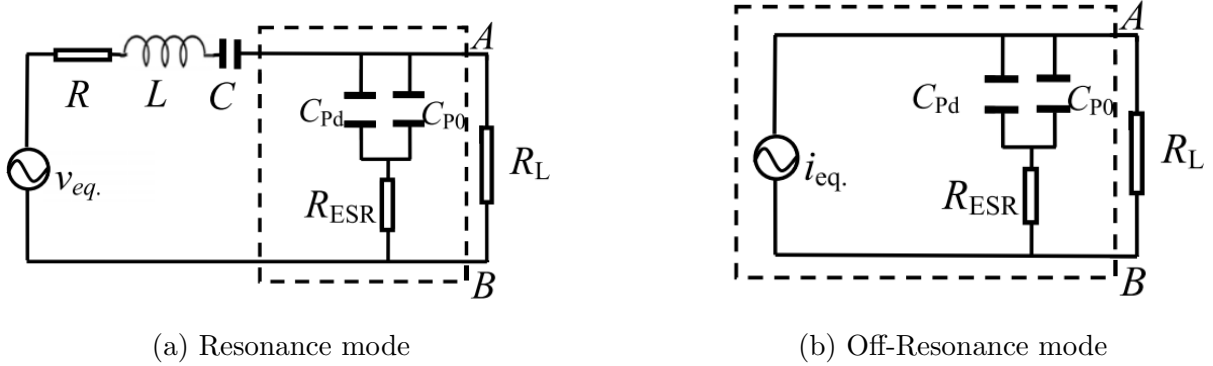 A
R L C
C_Pd C_P0
R_L
v_eq.
R_ESR
B
(a) Resonance mode
A
C_Pd C_P0
R_L
i_eq.
R_ESR
B
(b) Off-Resonance mode